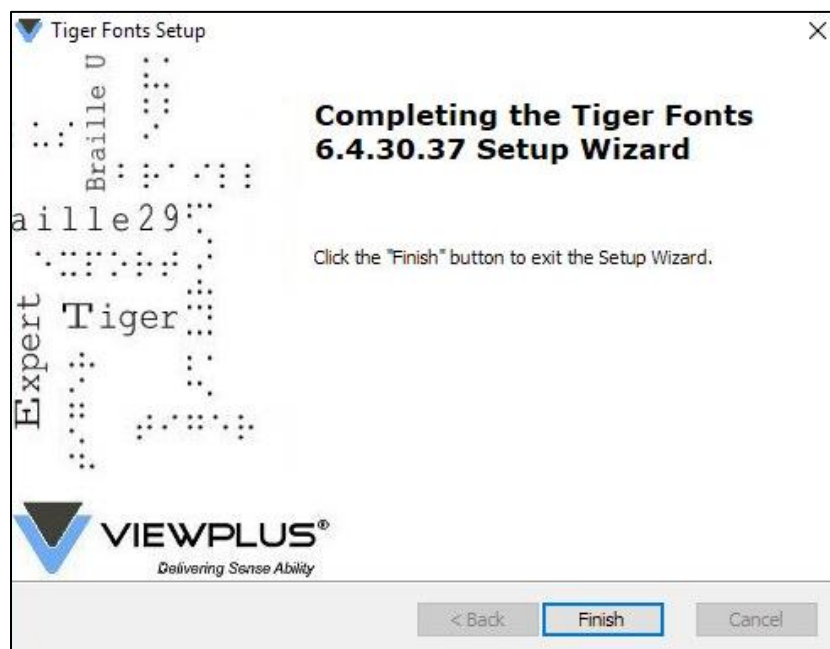 Tiger Fonts Setup
Braille U
aille29
Tiger
Expert
Completing the Tiger Fonts
6.4.30.37 Setup Wizard
Click the "Finish" button to exit the Setup Wizard.
VIEWPLUS®
Delivering Sense Ability
< Back
Finish
Cancel